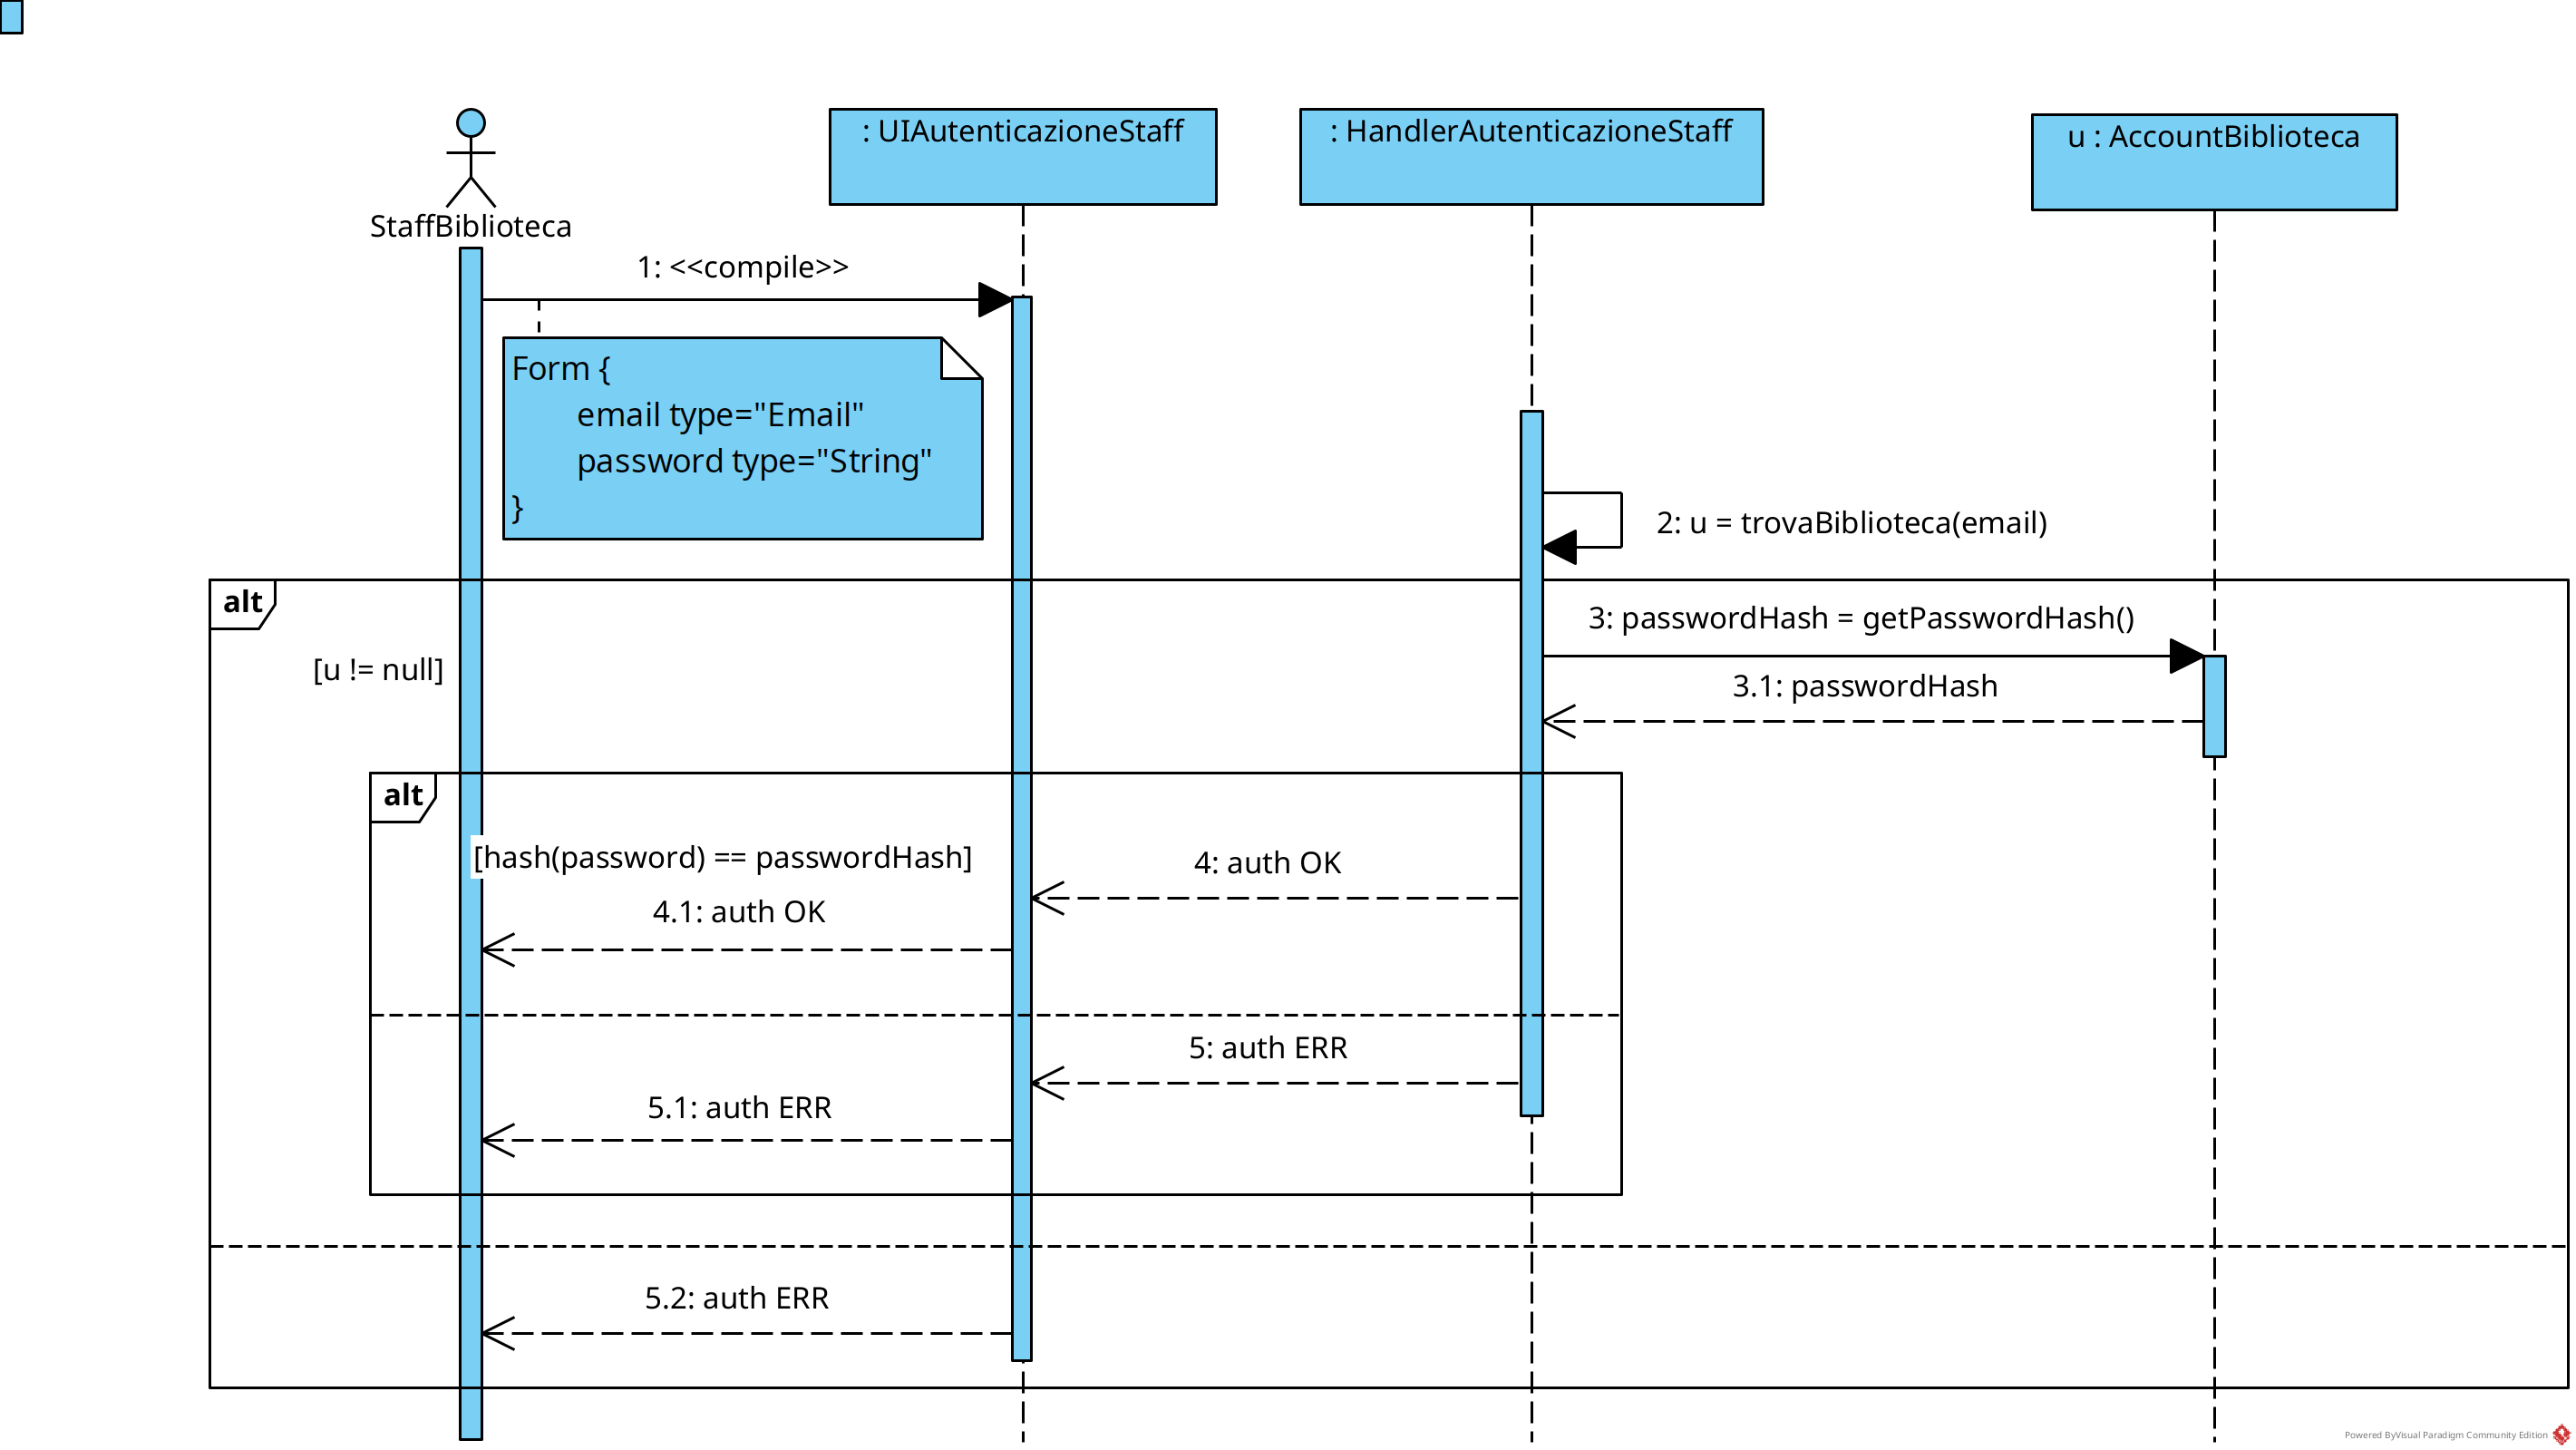 : UIAutenticazioneStaff
: HandlerAutenticazioneStaff
u : AccountBiblioteca
StaffBiblioteca
1: <<compile>>
Form {
email type="Email"
password type="String"
}
2: u = trovaBiblioteca(email)
alt
3: passwordHash = getPasswordHash()
[u != null]
3.1: passwordHash
alt
[hash(password) == passwordHash]
4: auth OK
4.1: auth OK
5: auth ERR
5.1: auth ERR
5.2: auth ERR
Powered ByVisual Paradigm Community Edition